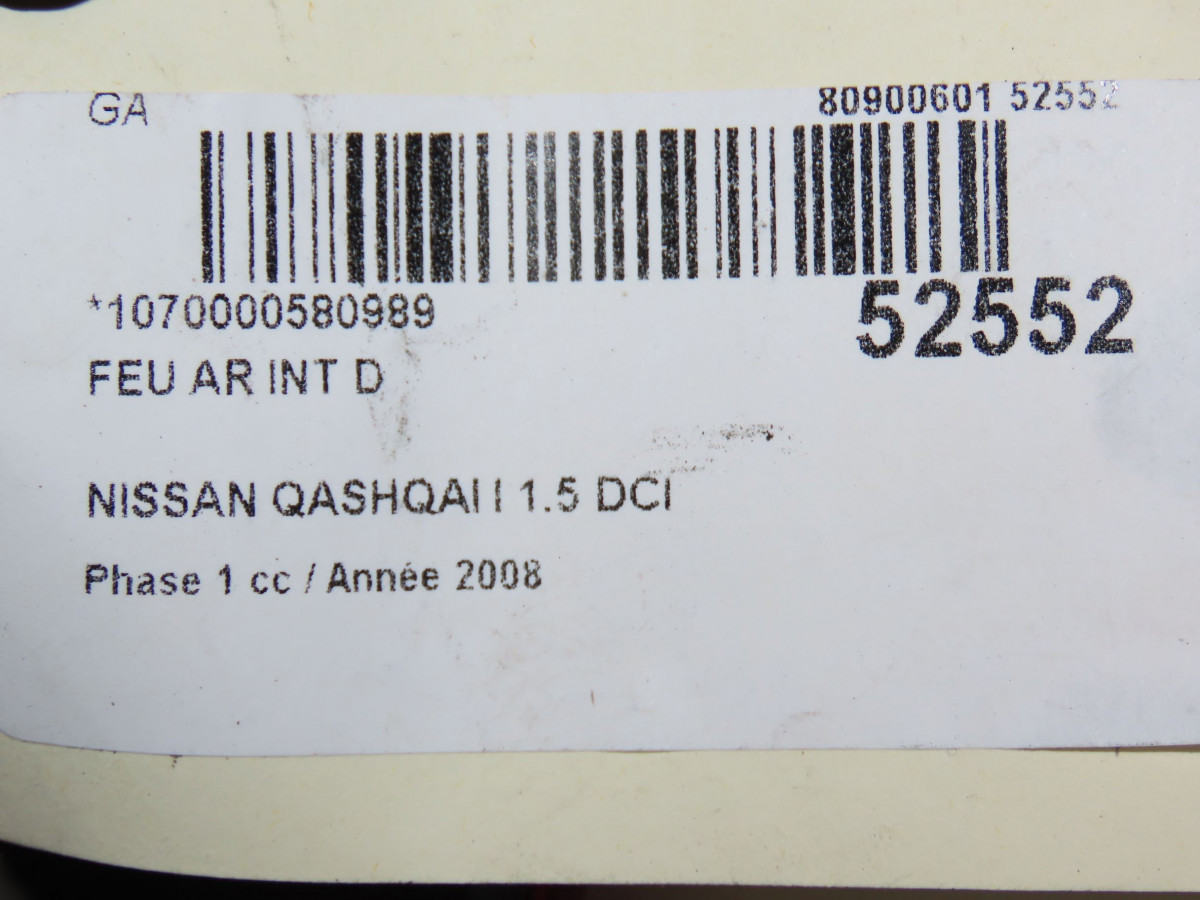 GA 80900601 52552
*1070000580989 52552
FEU AR INT D
NISSAN QASHQAI I 1.5 DCI
Phase 1 cc / Année 2008